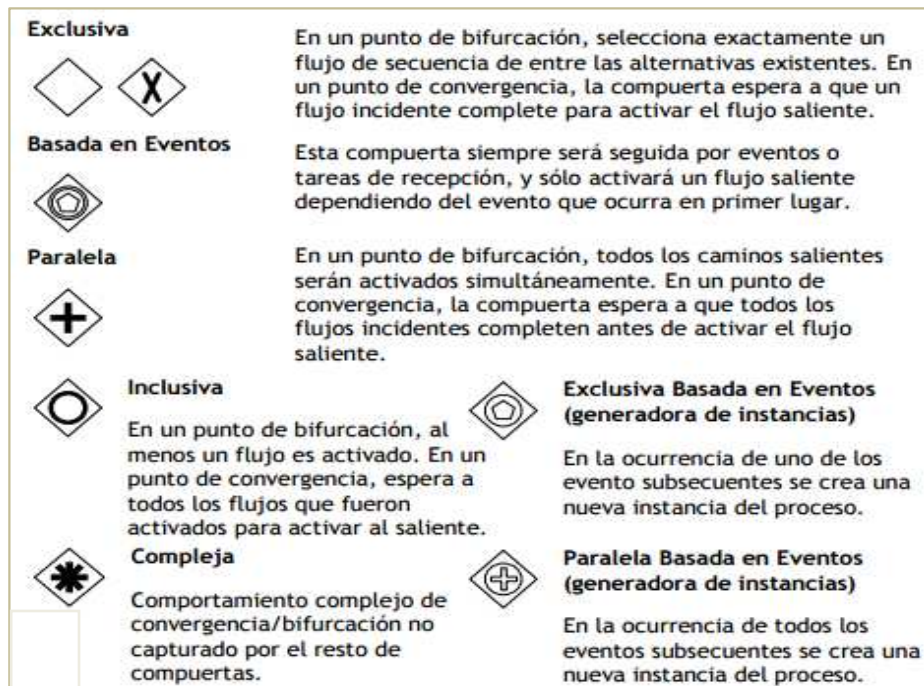 Exclusiva
En un punto de bifurcación, selecciona exactamente un
flujo de secuencia de entre las alternativas existentes. En
un punto de convergencia, la compuerta espera a que un
flujo incidente complete para activar el flujo saliente.
X
Basada en Eventos
Esta compuerta siempre será seguida por eventos o
tareas de recepción, y sólo activará un flujo saliente
dependiendo del evento que ocurra en primer lugar.
Paralela
En un punto de bifurcación, todos los caminos salientes
serán activados simultáneamente. En un punto de
convergencia, la compuerta espera a que todos los
flujos incidentes completen antes de activar el flujo
saliente.
Inclusiva
En un punto de bifurcación, al
menos un flujo es activado. En un
punto de convergencia, espera a
todos los flujos que fueron
activados para activar al saliente.
Exclusiva Basada en Eventos
(generadora de instancias)
En la ocurrencia de uno de los
evento subsecuentes se crea una
nueva instancia del proceso.
Compleja
Comportamiento complejo de
convergencia/bifurcación no
capturado por el resto de
compuertas.
Paralela Basada en Eventos
(generadora de instancias)
En la ocurrencia de todos los
eventos subsecuentes se crea una
nueva instancia del proceso.